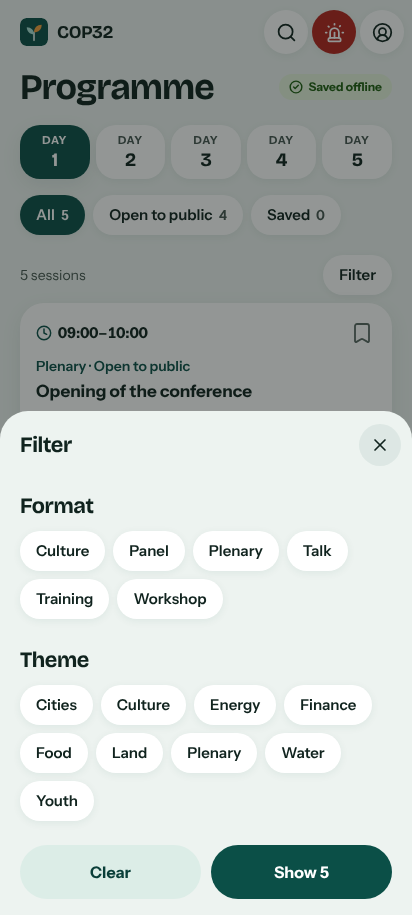 COP32
Programme
Saved offline
DAY DAY DAY DAY DAY
1 2 3 4 5
All 5 Open to public 4 Saved 0
5 sessions Filter
09:00–10:00
Plenary · Open to public
Opening of the conference
Filter
Format
Culture Panel Plenary Talk
Training Workshop
Theme
Cities Culture Energy Finance
Food Land Plenary Water
Youth
Clear Show 5